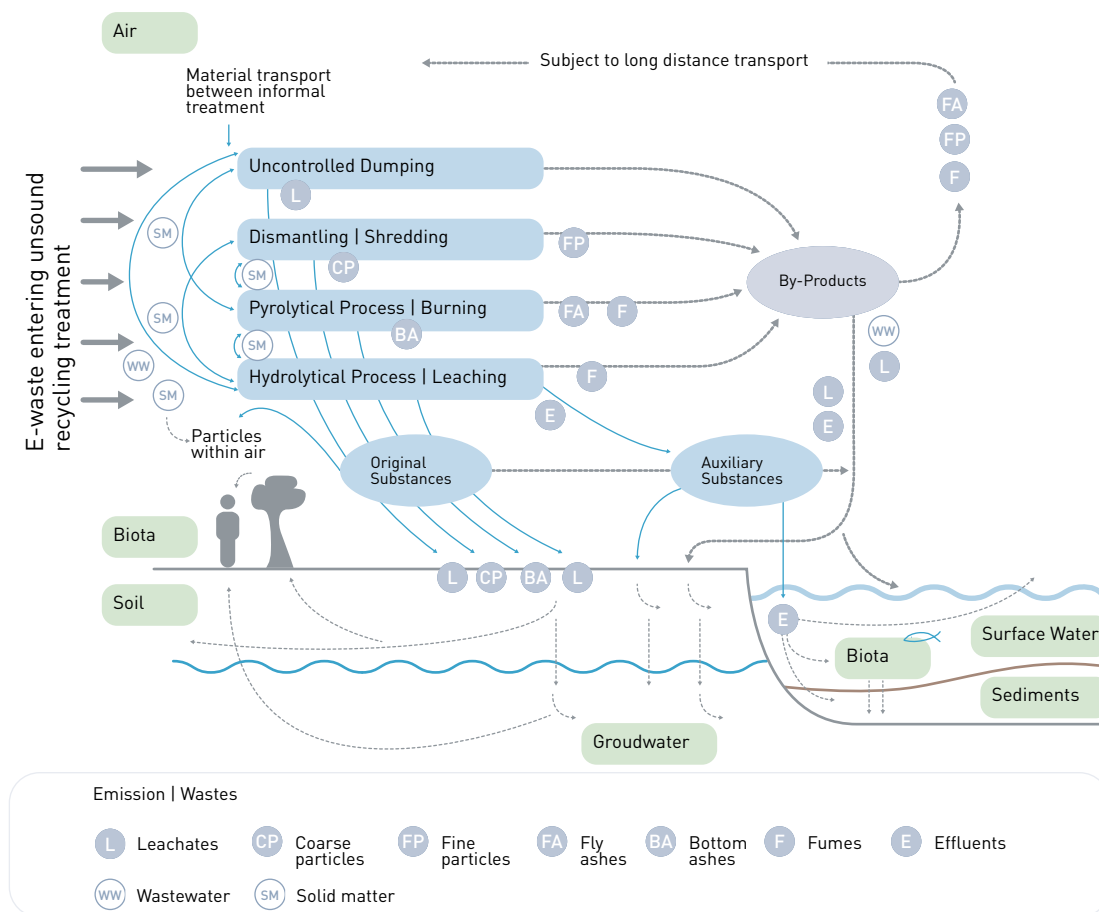 Air
Subject to long distance transport
Material transport
between informal
treatment
FA
FP
F
E-waste entering unsound
recycling treatment
Uncontrolled Dumping
L
SM
Dismantling | Shredding
FP
CP
SM
By-Products
Pyrolytical Process | Burning
FA
F
SM
BA
WW
SM
WW
L
Hydrolytical Process | Leaching
F
SM
L
E
E
Particles
within air
Original
Substances
Auxiliary
Substances
Biota
L
CP
BA
L
Soil
E
Surface Water
Biota
Sediments
Groudwater
Emission | Wastes
L
Leachates
CP
Coarse
particles
FP
Fine
particles
FA
Fly
ashes
BA
Bottom
ashes
F
Fumes
E
Effluents
WW
Wastewater
SM
Solid matter